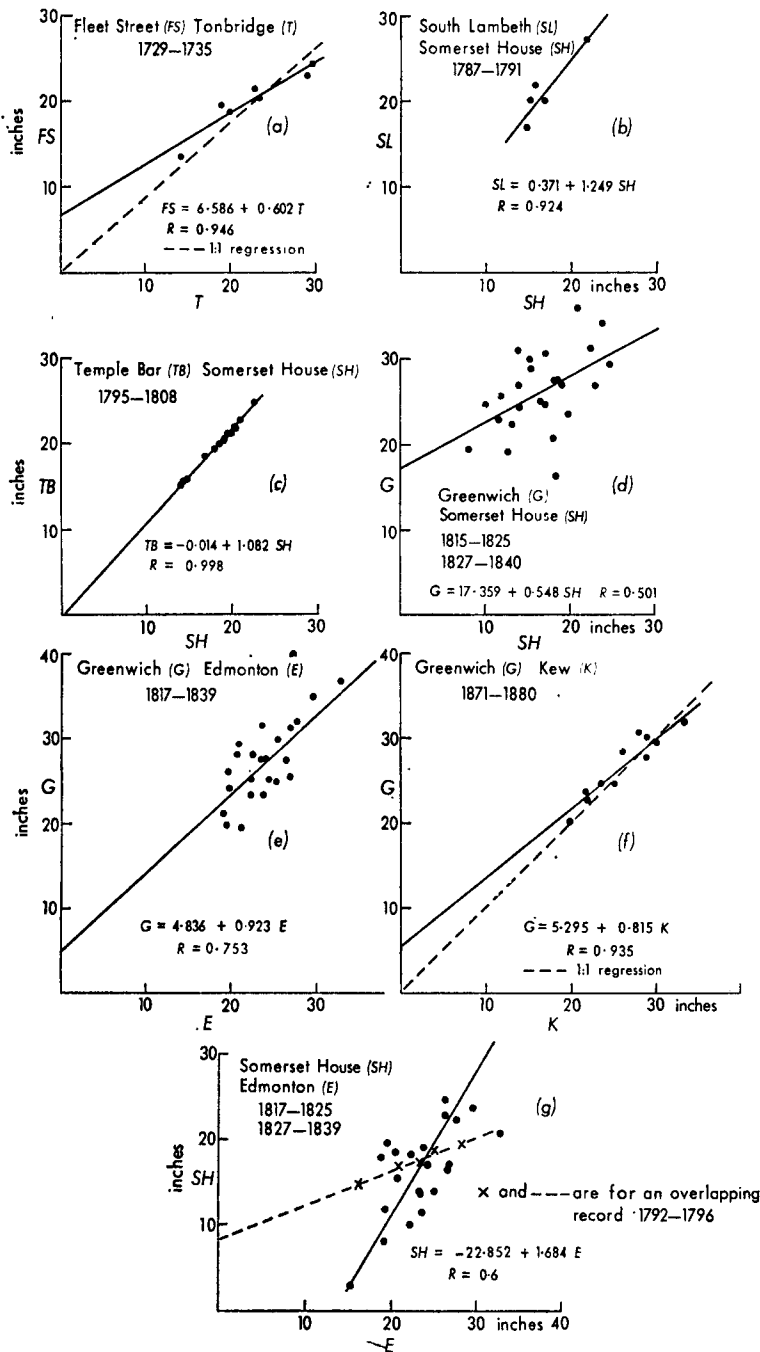 Fleet Street (FS) Tonbridge (T)
1729—1735
30
20
10
inches
FS
(a)
FS = 6·586 + 0·602 T
R = 0·946
——— 1:1 regression
10
20
30
T
South Lambeth (SL)
Somerset House (SH)
1787—1791
30
20
10
SL
(b)
SL = 0·371 + 1·249 SH
R = 0·924
10
20 inches 30
SH
Temple Bar (TB) Somerset House (SH)
1795—1808
30
20
10
inches
TB
(c)
TB = -0·014 + 1·082 SH
R = 0·998
10
20
30
SH
30
20
10
G
(d)
Greenwich (G)
Somerset House (SH)
1815—1825
1827—1840
G = 17·359 + 0·548 SH R = 0·501
10
20 inches 30
SH
Greenwich (G) Edmonton (E)
1817—1839
40
30
20
10
inches
G
(e)
G = 4·836 + 0·923 E
R = 0·753
10
20
30
E
Greenwich (G) Kew (K)
1871—1880
40
30
20
10
G
(f)
G = 5·295 + 0·815 K
R = 0·935
——— 1:1 regression
10
20
30 inches
K
Somerset House (SH)
Edmonton (E)
1817—1825
1827—1839
30
20
10
inches
SH
(g)
× and ———— are for an overlapping
record 1792—1796
SH = -22·852 + 1·684 E
R = 0·6
10
20
30 inches 40
E